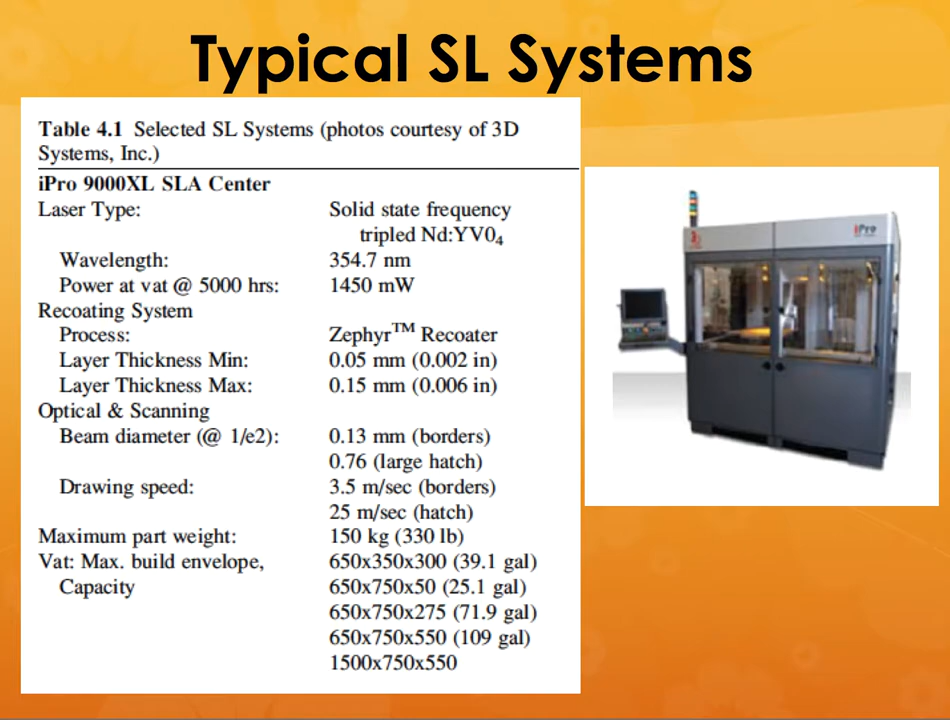 Typical SL Systems
Table 4.1 Selected SL Systems (photos courtesy of 3D
Systems, Inc.)
iPro 9000XL SLA Center
Laser Type: Solid state frequency
tripled Nd:YV0₄
Wavelength: 354.7 nm
Power at vat @ 5000 hrs: 1450 mW
Recoating System
Process: Zephyr™ Recoater
Layer Thickness Min: 0.05 mm (0.002 in)
Layer Thickness Max: 0.15 mm (0.006 in)
Optical & Scanning
Beam diameter (@ 1/e2): 0.13 mm (borders)
0.76 (large hatch)
Drawing speed: 3.5 m/sec (borders)
25 m/sec (hatch)
Maximum part weight: 150 kg (330 lb)
Vat: Max. build envelope, 650x350x300 (39.1 gal)
Capacity 650x750x50 (25.1 gal)
650x750x275 (71.9 gal)
650x750x550 (109 gal)
1500x750x550
iPro